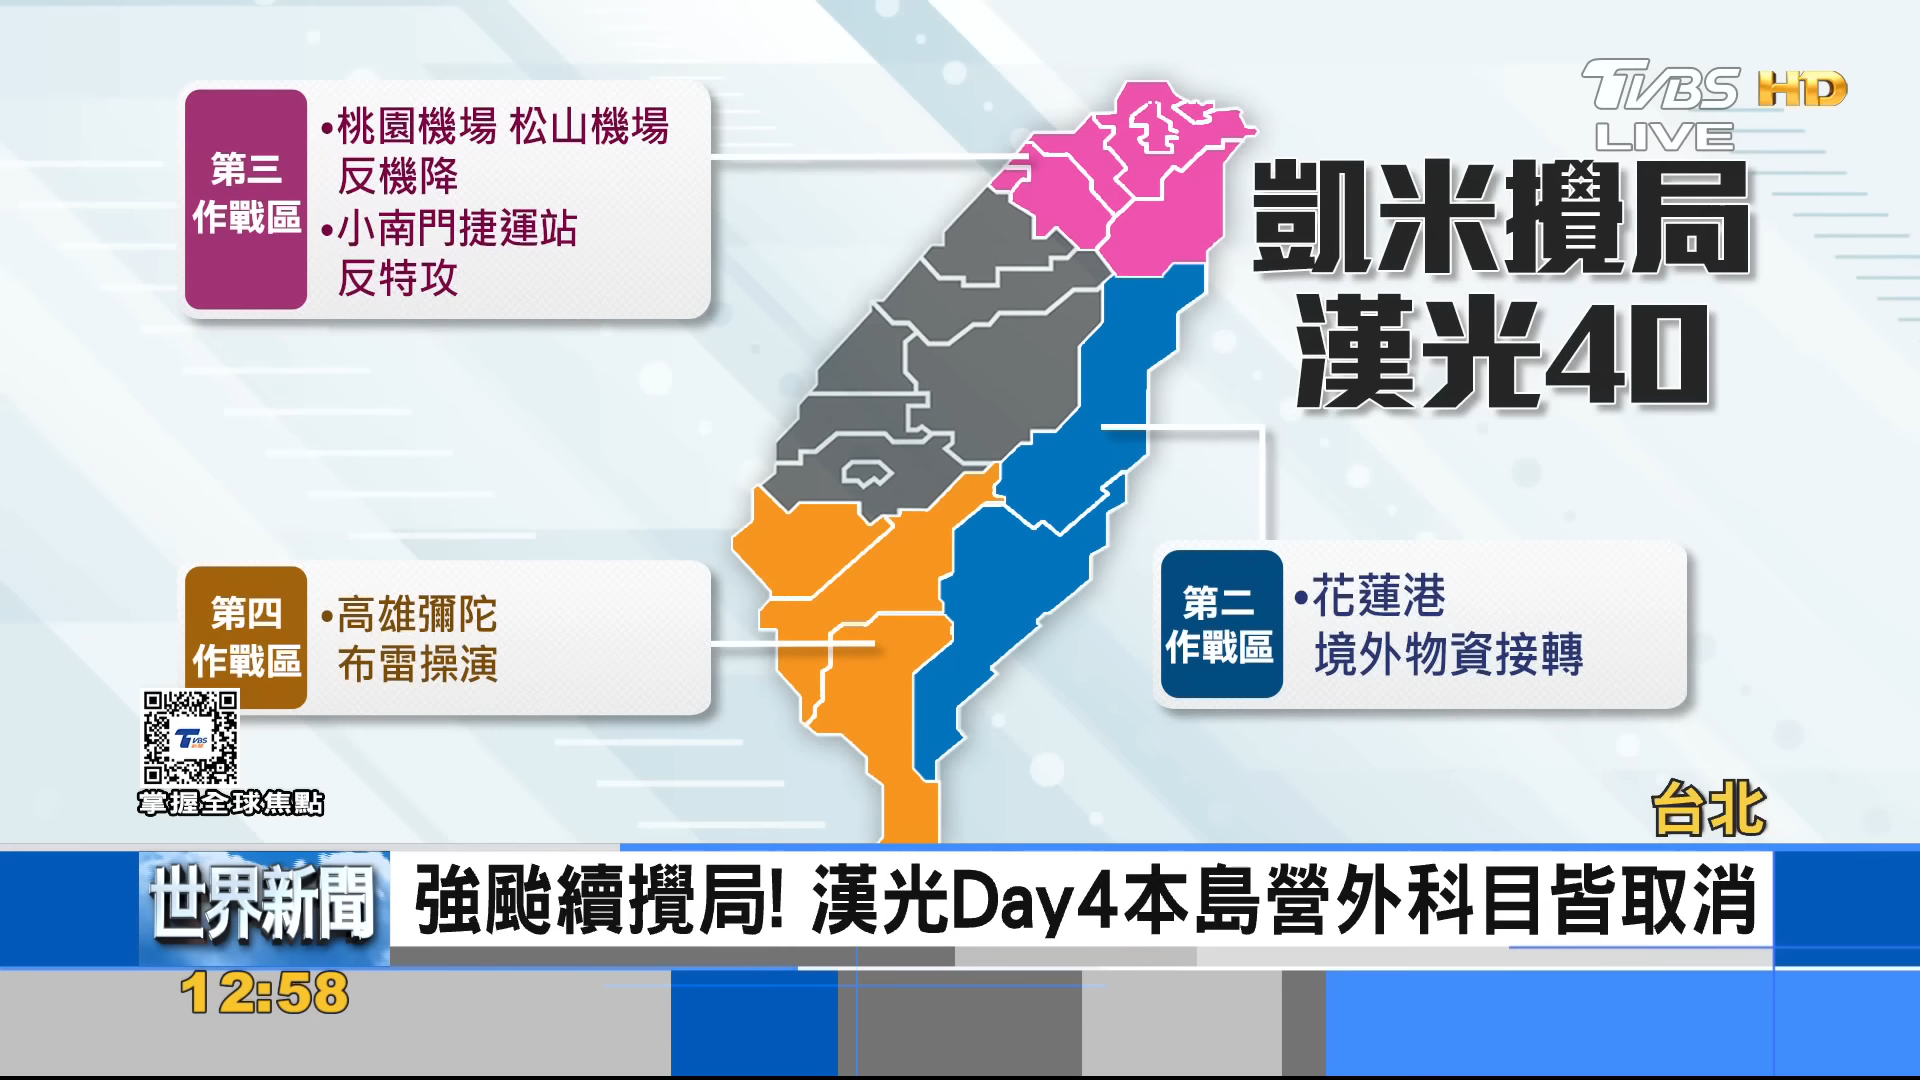 TVBS HD
LIVE
凱米攪局
漢光40
第三
作戰區
•桃園機場 松山機場
反機降
•小南門捷運站
反特攻
第四
作戰區
•高雄彌陀
布雷操演
第二
作戰區
•花蓮港
境外物資接轉
TVBS
新聞
掌握全球焦點
台北
世界新聞
強颱續攪局! 漢光Day4本島營外科目皆取消
12:58